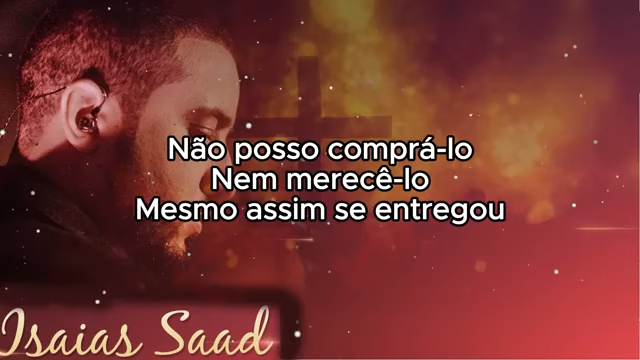 Não posso comprá-lo
Nem merecê-lo
Mesmo assim se entregou
Isaias Saad